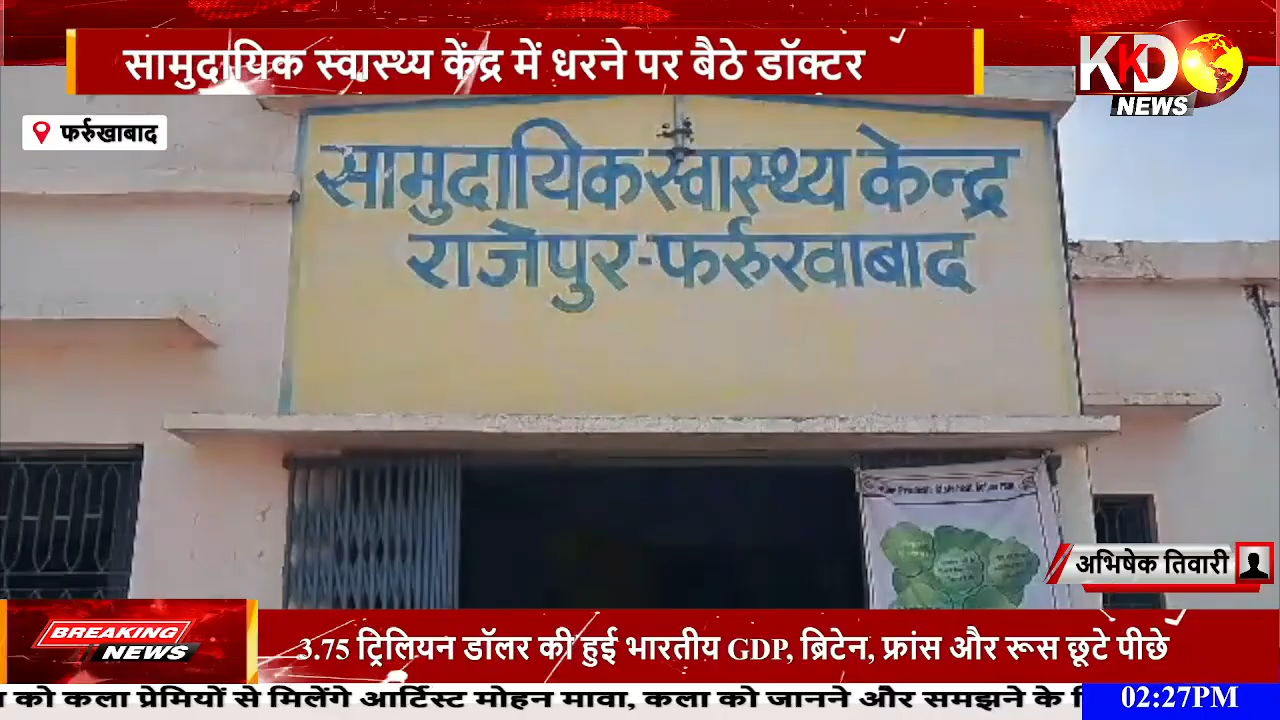 सामुदायिक स्वास्थ्य केंद्र में धरने पर बैठे डॉक्टर
KKD
NEWS
फर्रुखाबाद
सामुदायिक स्वास्थ्य केन्द्र
राजेपुर-फर्रुखाबाद
अभिषेक तिवारी
BREAKING
NEWS
3.75 ट्रिलियन डॉलर की हुई भारतीय GDP, ब्रिटेन, फ्रांस और रूस छूटे पीछे
को कला प्रेमियों से मिलेंगे आर्टिस्ट मोहन मावा, कला को जानने और समझने के
02:27PM